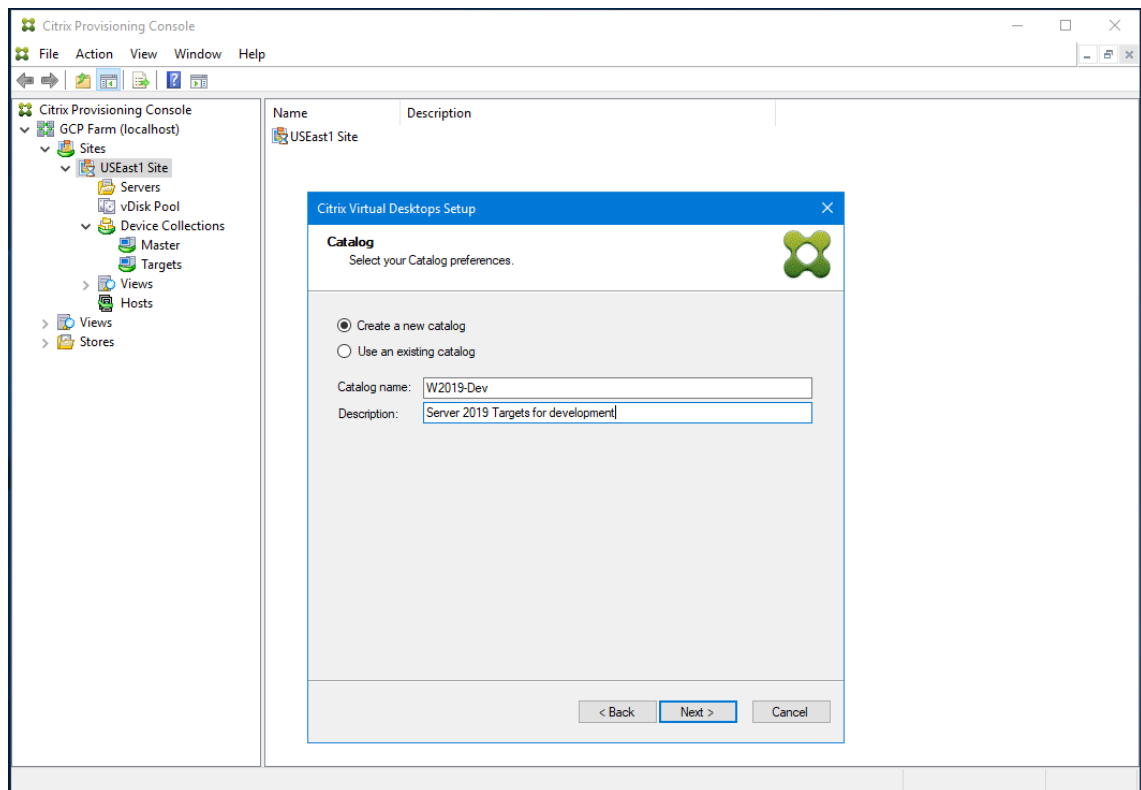 Citrix Provisioning Console
File Action View Window Help
Citrix Provisioning Console
GCP Farm (localhost)
Sites
USEast1 Site
Servers
vDisk Pool
Device Collections
Master
Targets
Views
Hosts
Views
Stores
Name Description
USEast1 Site
Citrix Virtual Desktops Setup
Catalog
Select your Catalog preferences.
Create a new catalog
Use an existing catalog
Catalog name: W2019-Dev
Description: Server 2019 Targets for development
< Back Next > Cancel